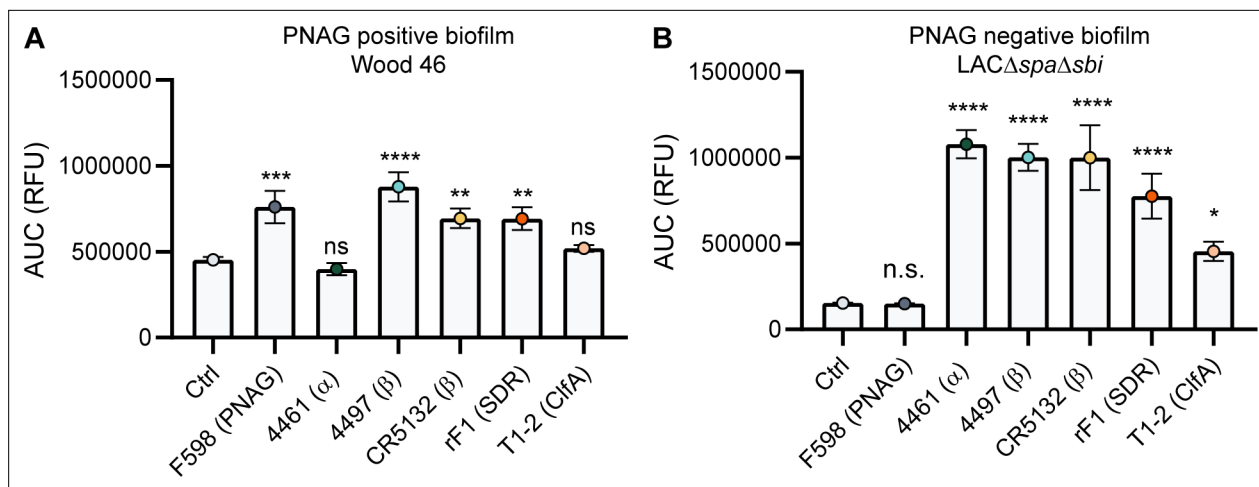 A
PNAG positive biofilm
Wood 46
AUC (RFU)
1500000
1000000
500000
0
***
ns
****
**
**
ns
Ctrl
F598 (PNAG)
4461 (α)
4497 (β)
CR5132 (β)
rF1 (SDR)
T1-2 (ClfA)
B
PNAG negative biofilm
LACΔspaΔsbi
AUC (RFU)
1500000
1000000
500000
0
n.s.
****
****
****
****
*
Ctrl
F598 (PNAG)
4461 (α)
4497 (β)
CR5132 (β)
rF1 (SDR)
T1-2 (ClfA)